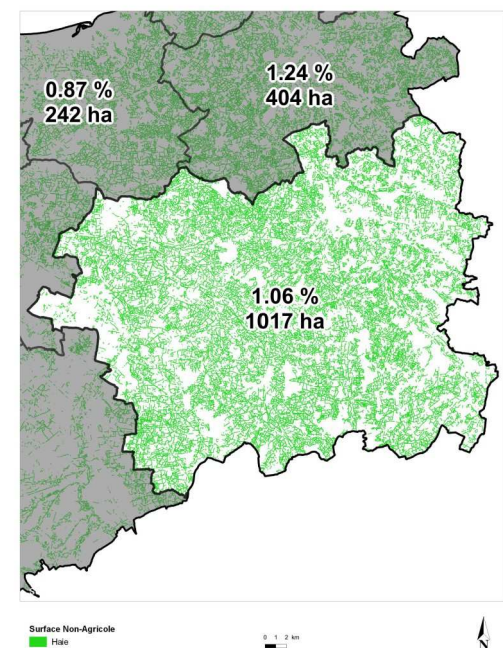 0.87 %
242 ha
1.24 %
404 ha
1.06 %
1017 ha
Surface Non-Agricole
Haie
0 1 2 km
N